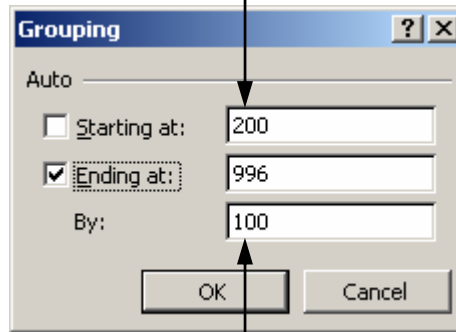 Grouping
Auto
Starting at: 200
Ending at: 996
By: 100
OK Cancel